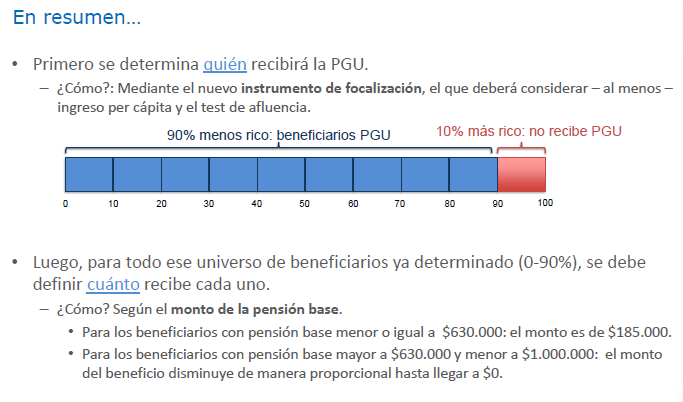 En resumen…
• Primero se determina quién recibirá la PGU.
– ¿Cómo?: Mediante el nuevo instrumento de focalización, el que deberá considerar – al menos –
ingreso per cápita y el test de afluencia.
90% menos rico: beneficiarios PGU
10% más rico: no recibe PGU
0 10 20 30 40 50 60 70 80 90 100
• Luego, para todo ese universo de beneficiarios ya determinado (0-90%), se debe
definir cuánto recibe cada uno.
– ¿Cómo? Según el monto de la pensión base.
• Para los beneficiarios con pensión base menor o igual a $630.000: el monto es de $185.000.
• Para los beneficiarios con pensión base mayor a $630.000 y menor a $1.000.000: el monto
del beneficio disminuye de manera proporcional hasta llegar a $0.